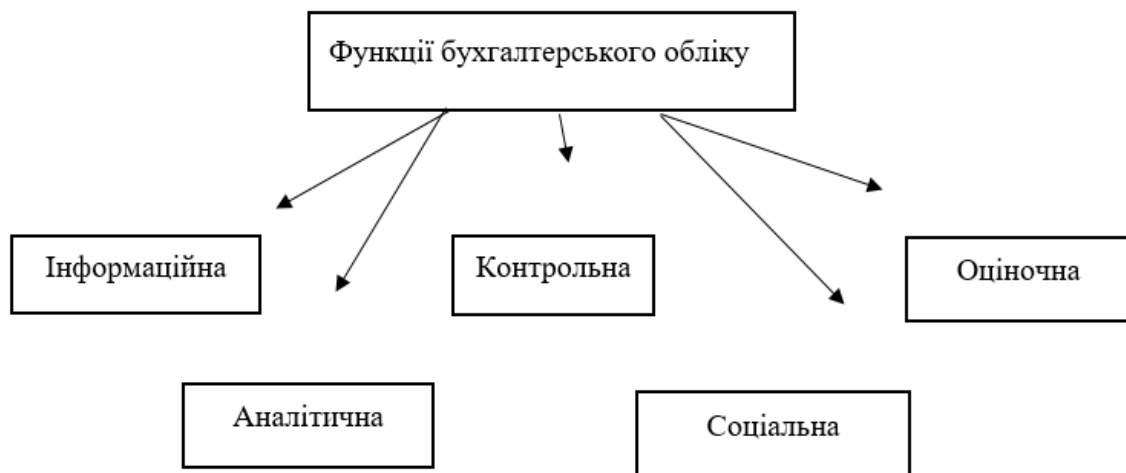 Функції бухгалтерського обліку
Інформаційна
Контрольна
Оціночна
Аналітична
Соціальна